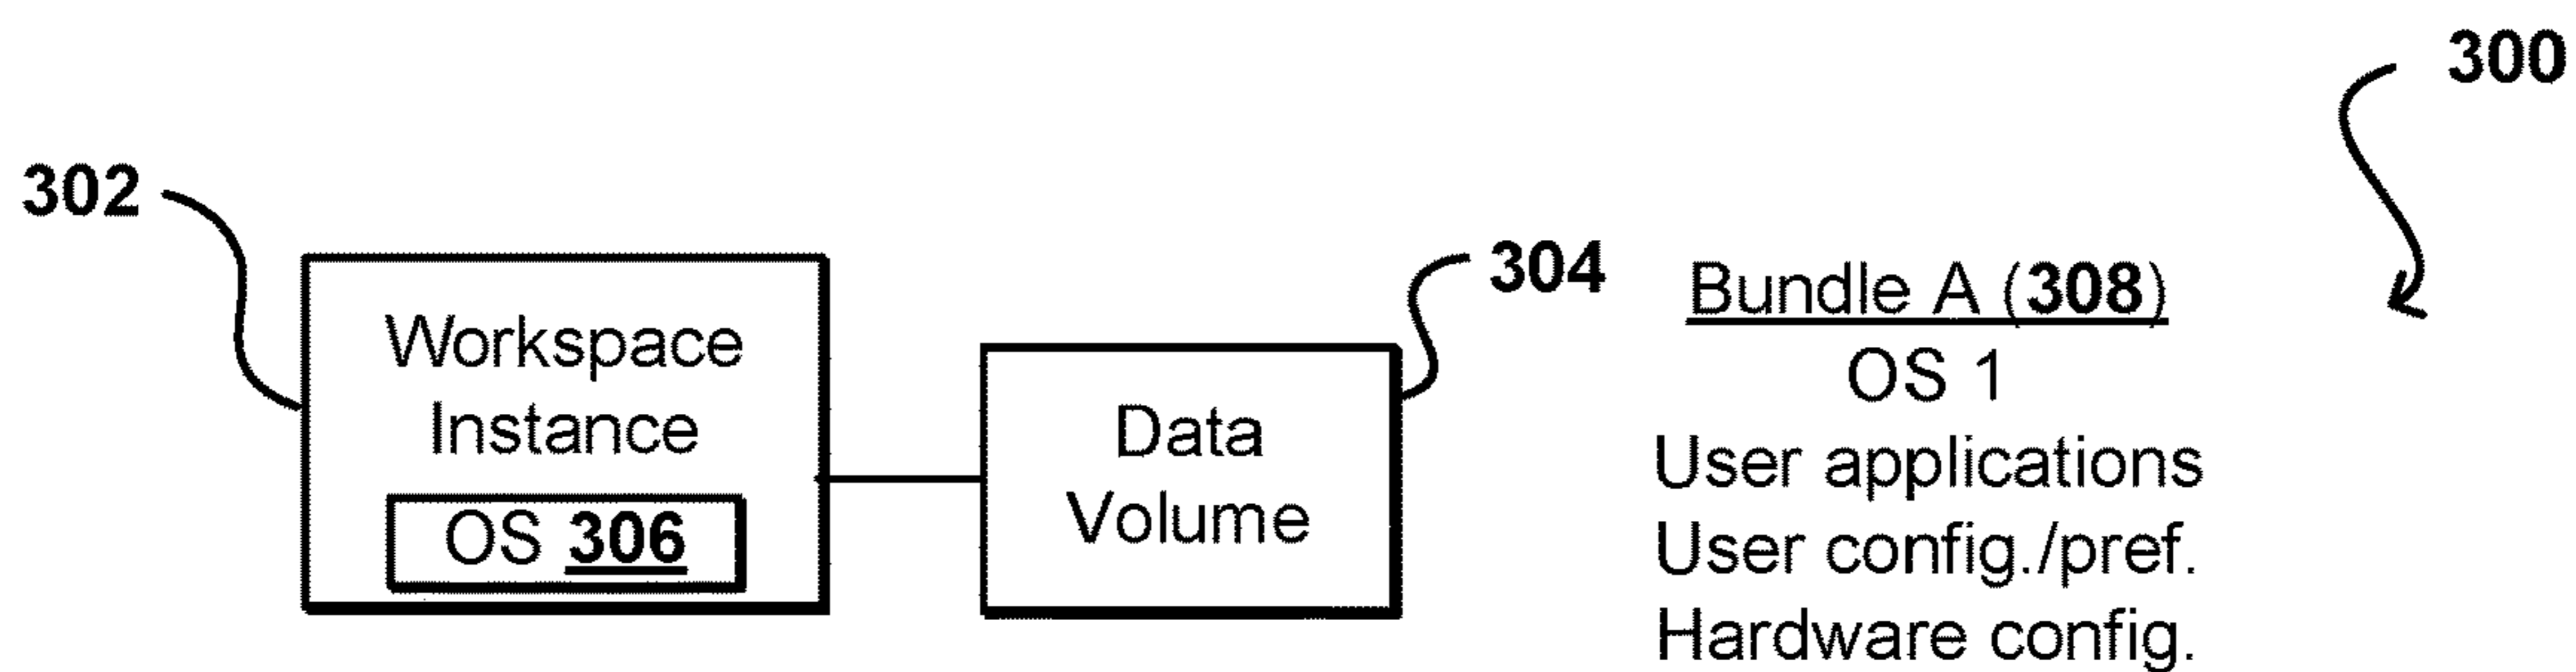 300
302
Workspace
Instance
OS 306
304
Data
Volume
Bundle A (308)
OS 1
User applications
User config./pref.
Hardware config.